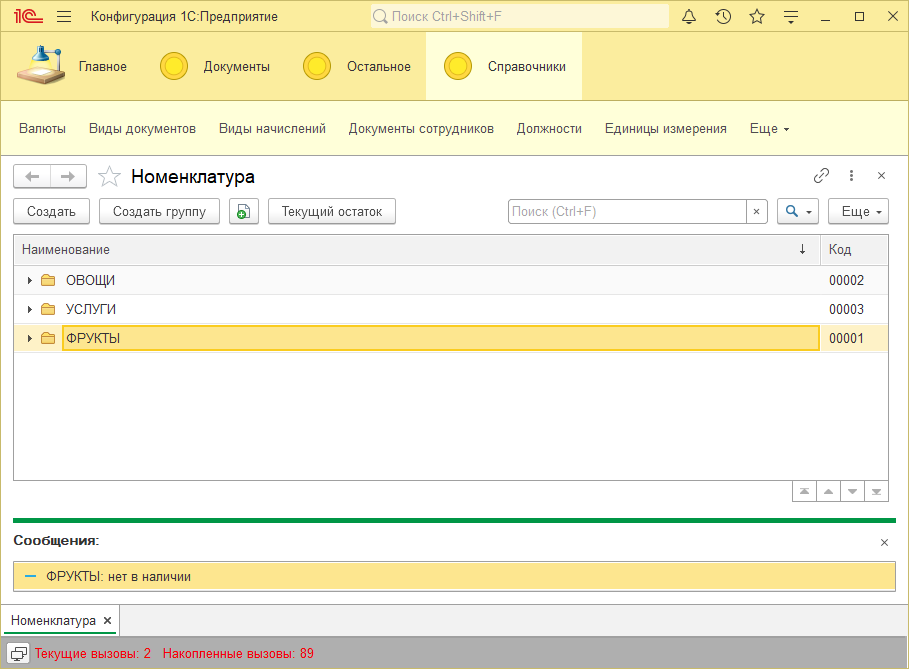 1С Конфигурация 1С:Предприятие Поиск Ctrl+Shift+F
Главное Документы Остальное Справочники
Валюты Виды документов Виды начислений Документы сотрудников Должности Единицы измерения Еще
Номенклатура
Создать Создать группу Текущий остаток Поиск (Ctrl+F) × Еще
Наименование ↓ Код
ОВОЩИ 00002
УСЛУГИ 00003
ФРУКТЫ 00001
Сообщения:
ФРУКТЫ: нет в наличии
Номенклатура ×
Текущие вызовы: 2 Накопленные вызовы: 89